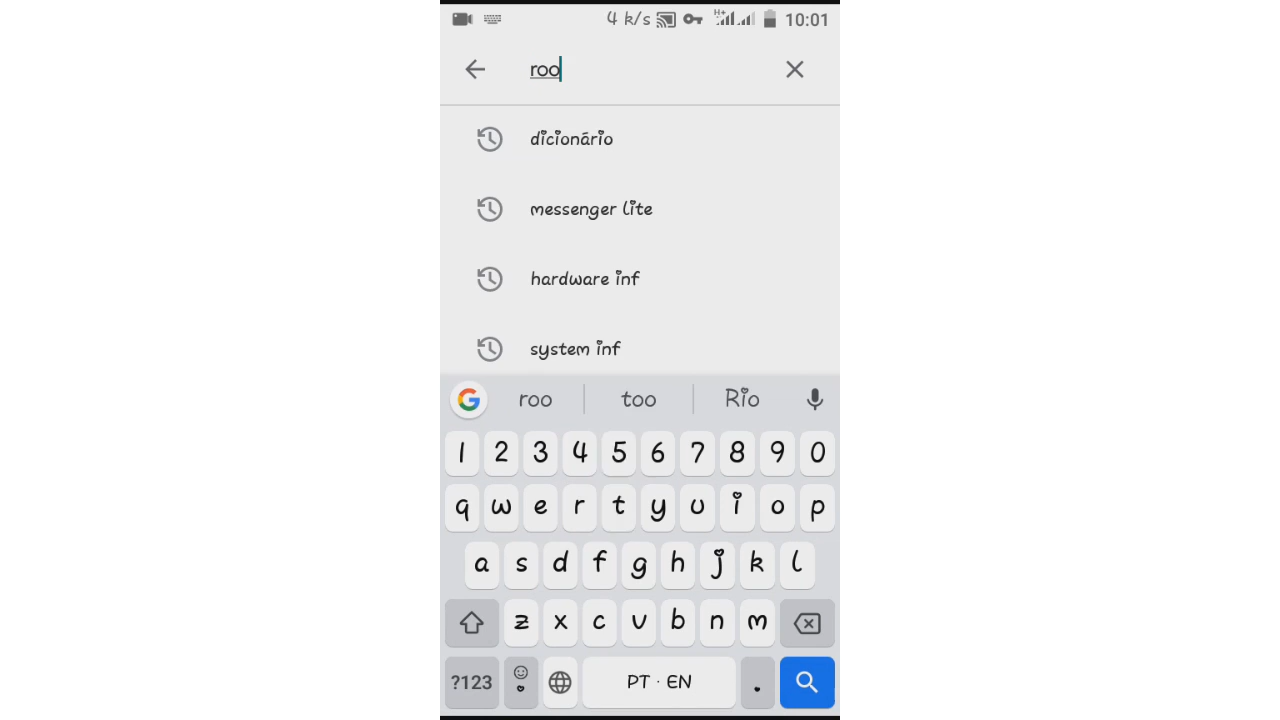 4 k/s H+ 10:01
roo
dicionário
messenger lite
hardware inf
system inf
G roo too Rio
1 2 3 4 5 6 7 8 9 0
q w e r t y u i o p
a s d f g h j k l
z x c v b n m
?123 PT · EN .